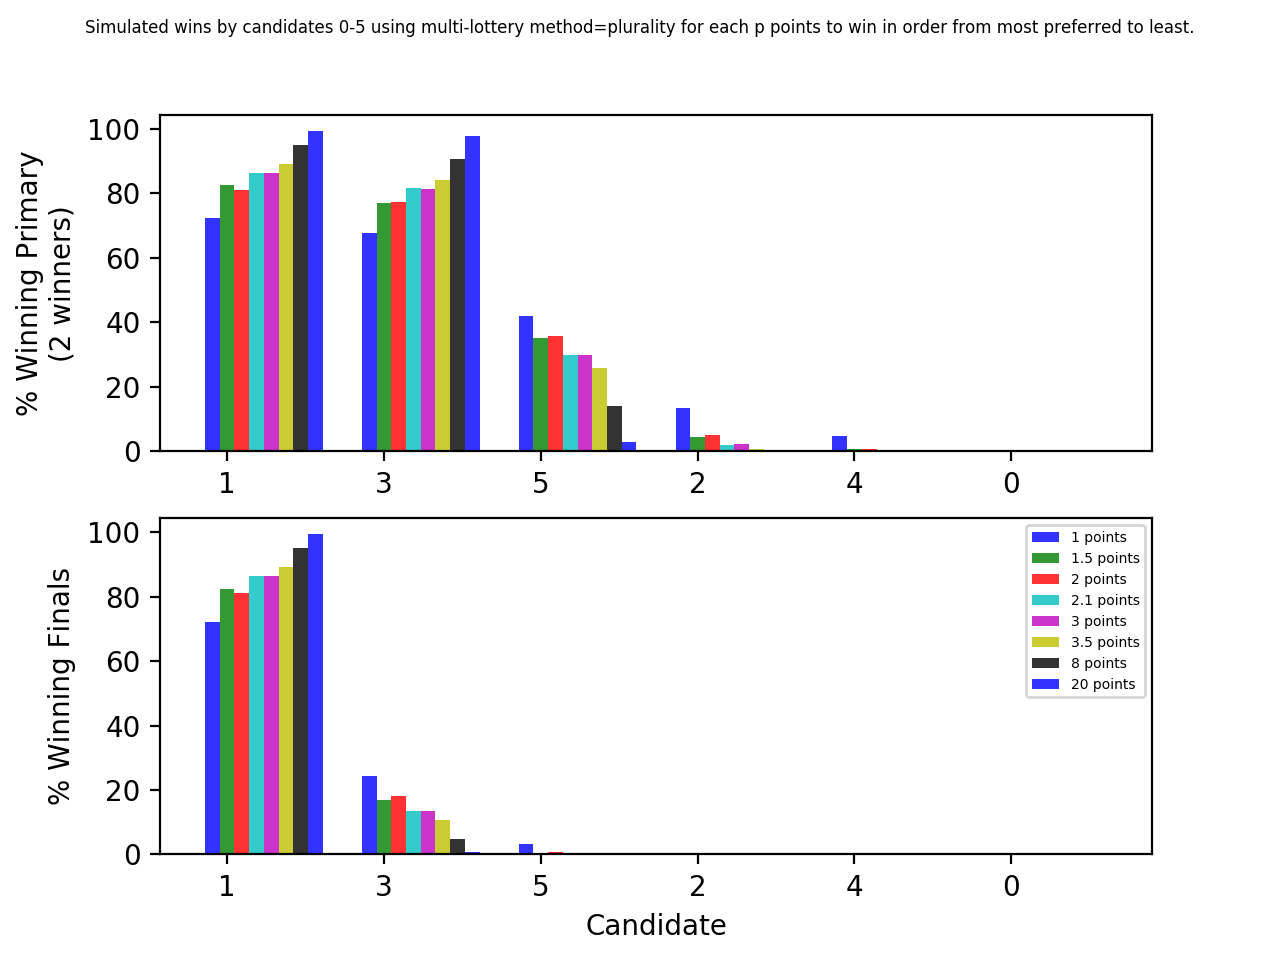 Simulated wins by candidates 0-5 using multi-lottery method=plurality for each p points to win in order from most preferred to least.
% Winning Primary
(2 winners)
100
80
60
40
20
0
1 3 5 2 4 0
% Winning Finals
100
80
60
40
20
0
1 points
1.5 points
2 points
2.1 points
3 points
3.5 points
8 points
20 points
1 3 5 2 4 0
Candidate